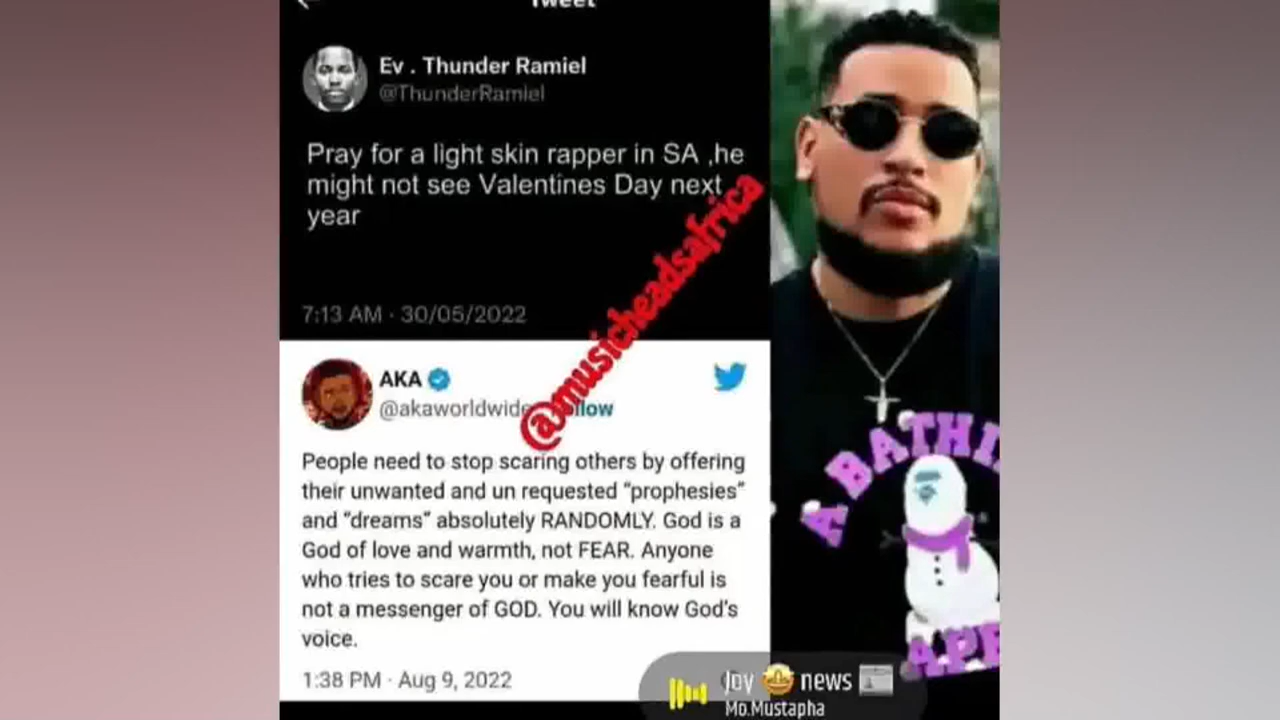 Tweet
Ev . Thunder Ramiel
@ThunderRamiel
Pray for a light skin rapper in SA ,he
might not see Valentines Day next
year
7:13 AM · 30/05/2022
@musicheadsafrica
AKA
@akaworldwide
People need to stop scaring others by offering
their unwanted and un requested “prophesies”
and “dreams” absolutely RANDOMLY. God is a
God of love and warmth, not FEAR. Anyone
who tries to scare you or make you fearful is
not a messenger of GOD. You will know God's
voice.
1:38 PM · Aug 9, 2022
A BATHI
APE
Joy 🤩 news 📰
Mo.Mustapha